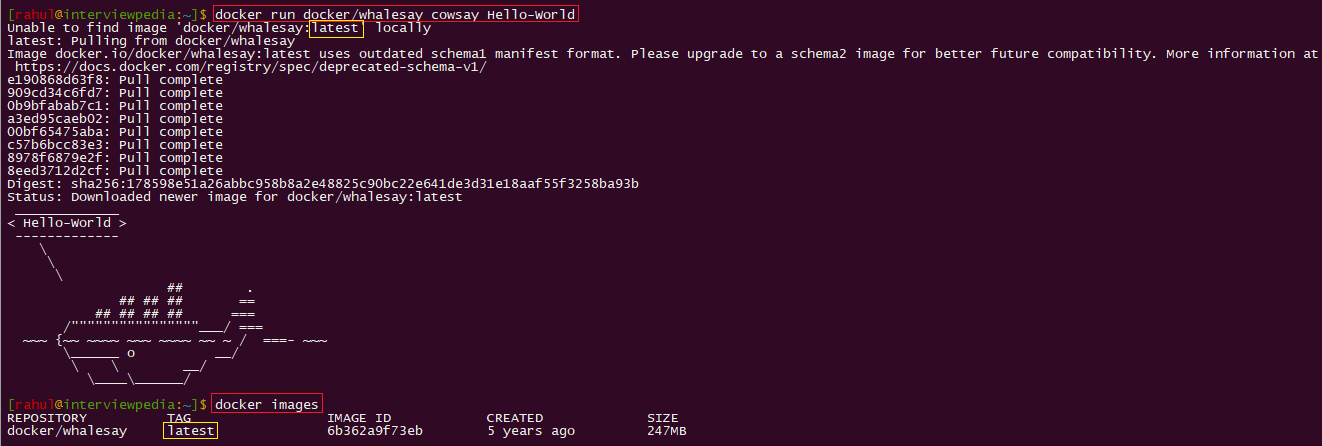 [rahul@interviewpedia:~]$ docker run docker/whalesay cowsay Hello-World
Unable to find image 'docker/whalesay:latest' locally
latest: Pulling from docker/whalesay
Image docker.io/docker/whalesay:latest uses outdated schema1 manifest format. Please upgrade to a schema2 image for better future compatibility. More information at
 https://docs.docker.com/registry/spec/deprecated-schema-v1/
e190868d63f8: Pull complete
909cd34c6fd7: Pull complete
0b9bfabab7c1: Pull complete
a3ed95caeb02: Pull complete
00bf65475aba: Pull complete
c57b6bcc83e3: Pull complete
8978f6879e2f: Pull complete
8eed3712d2cf: Pull complete
Digest: sha256:178598e51a26abbc958b8a2e48825c90bc22e641de3d31e18aaf55f3258ba93b
Status: Downloaded newer image for docker/whalesay:latest
 _____________
< Hello-World >
 -------------
    \
     \
      \
                    ##        .
              ## ## ##       ==
           ## ## ## ##      ===
       /""""""""""""""""___/ ===
  ~~~ {~~ ~~~~ ~~~ ~~~~ ~~ ~ /  ===- ~~~
       \______ o          __/
        \    \        __/
          \____\______/
[rahul@interviewpedia:~]$ docker images
REPOSITORY          TAG                 IMAGE ID            CREATED             SIZE
docker/whalesay     latest              6b362a9f73eb        5 years ago         247MB